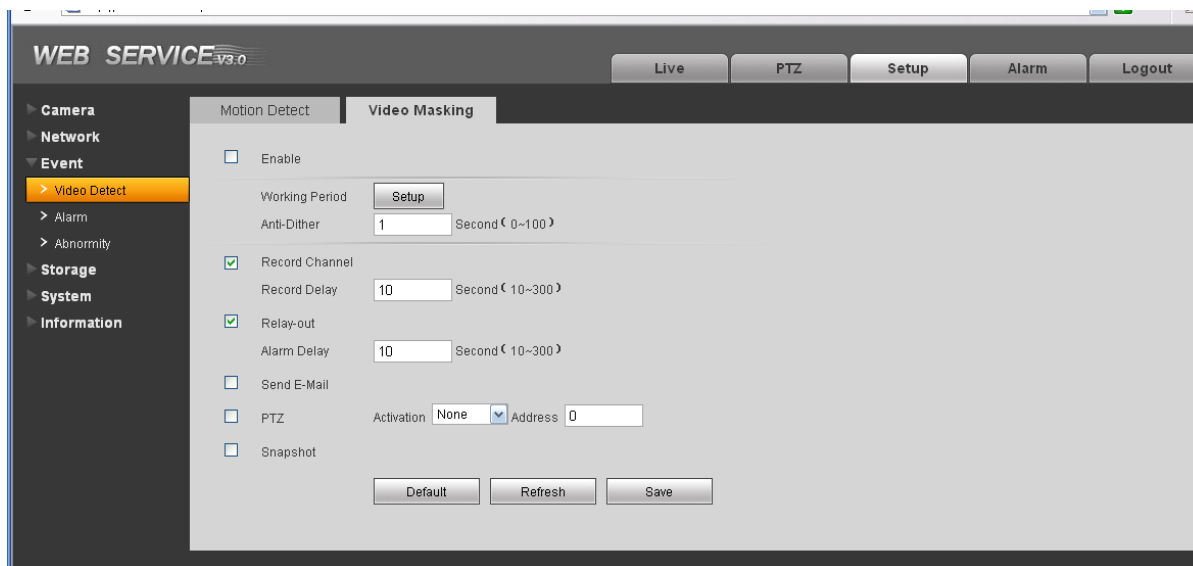 WEB SERVICE V3.0
Live PTZ Setup Alarm Logout
Camera
Network
Event
> Video Detect
> Alarm
> Abnormity
Storage
System
Information
Motion Detect Video Masking
Enable
Working Period Setup
Anti-Dither 1 Second ( 0~100 )
Record Channel
Record Delay 10 Second ( 10~300 )
Relay-out
Alarm Delay 10 Second ( 10~300 )
Send E-Mail
PTZ Activation None Address 0
Snapshot
Default Refresh Save